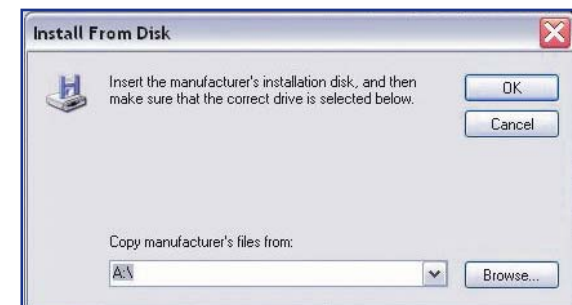 Install From Disk
Insert the manufacturer's installation disk, and then
make sure that the correct drive is selected below.
OK
Cancel
Copy manufacturer's files from:
A:\
Browse...